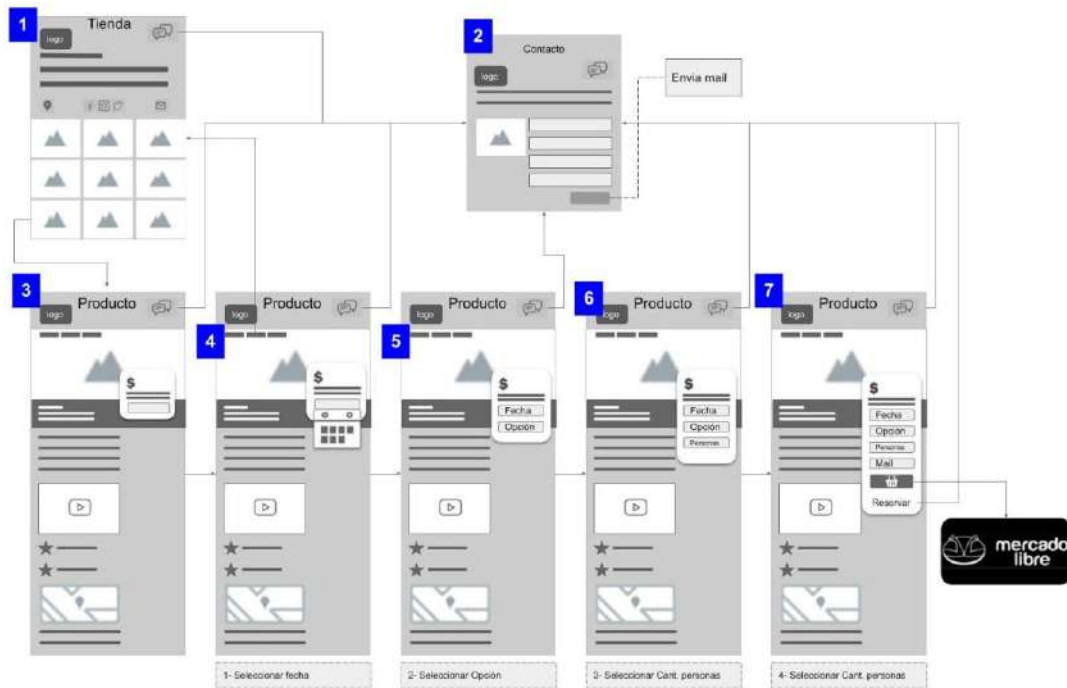 1
Tienda
logo
2
Contacto
logo
Envia mail
3
Producto
logo
4
Producto
logo
$
1- Seleccionar fecha
5
Producto
logo
$
Fecha
Opción
2- Seleccionar Opción
6
Producto
logo
$
Fecha
Opción
Personas
3- Seleccionar Cant. personas
7
Producto
logo
$
Fecha
Opción
Personas
Mail
Reservar
4- Seleccionar Cant. personas
mercado
libre
$